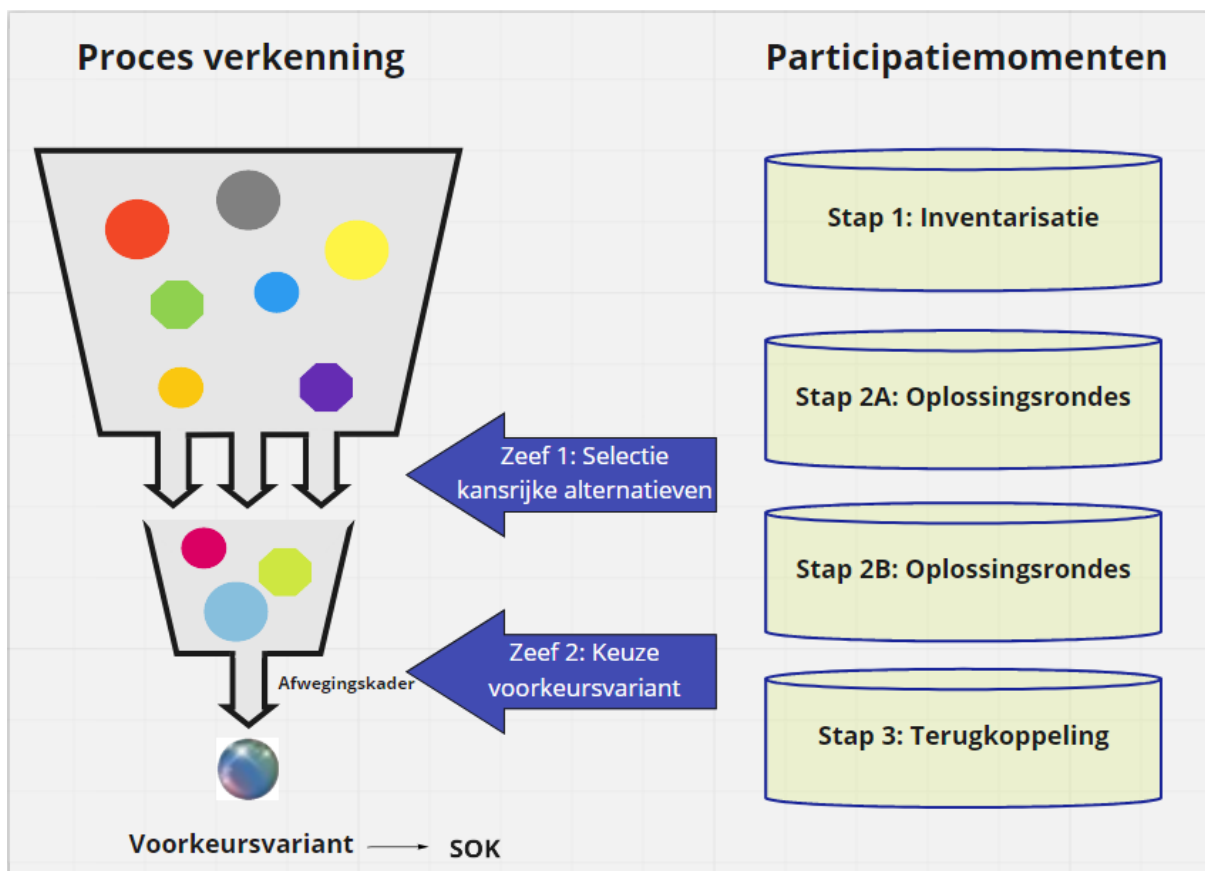 Proces verkenning
Participatiemomenten
Stap 1: Inventarisatie
Stap 2A: Oplossingsrondes
Zeef 1: Selectie
kansrijke alternatieven
Stap 2B: Oplossingsrondes
Zeef 2: Keuze
voorkeursvariant
Afwegingskader
Stap 3: Terugkoppeling
Voorkeursvariant
SOK